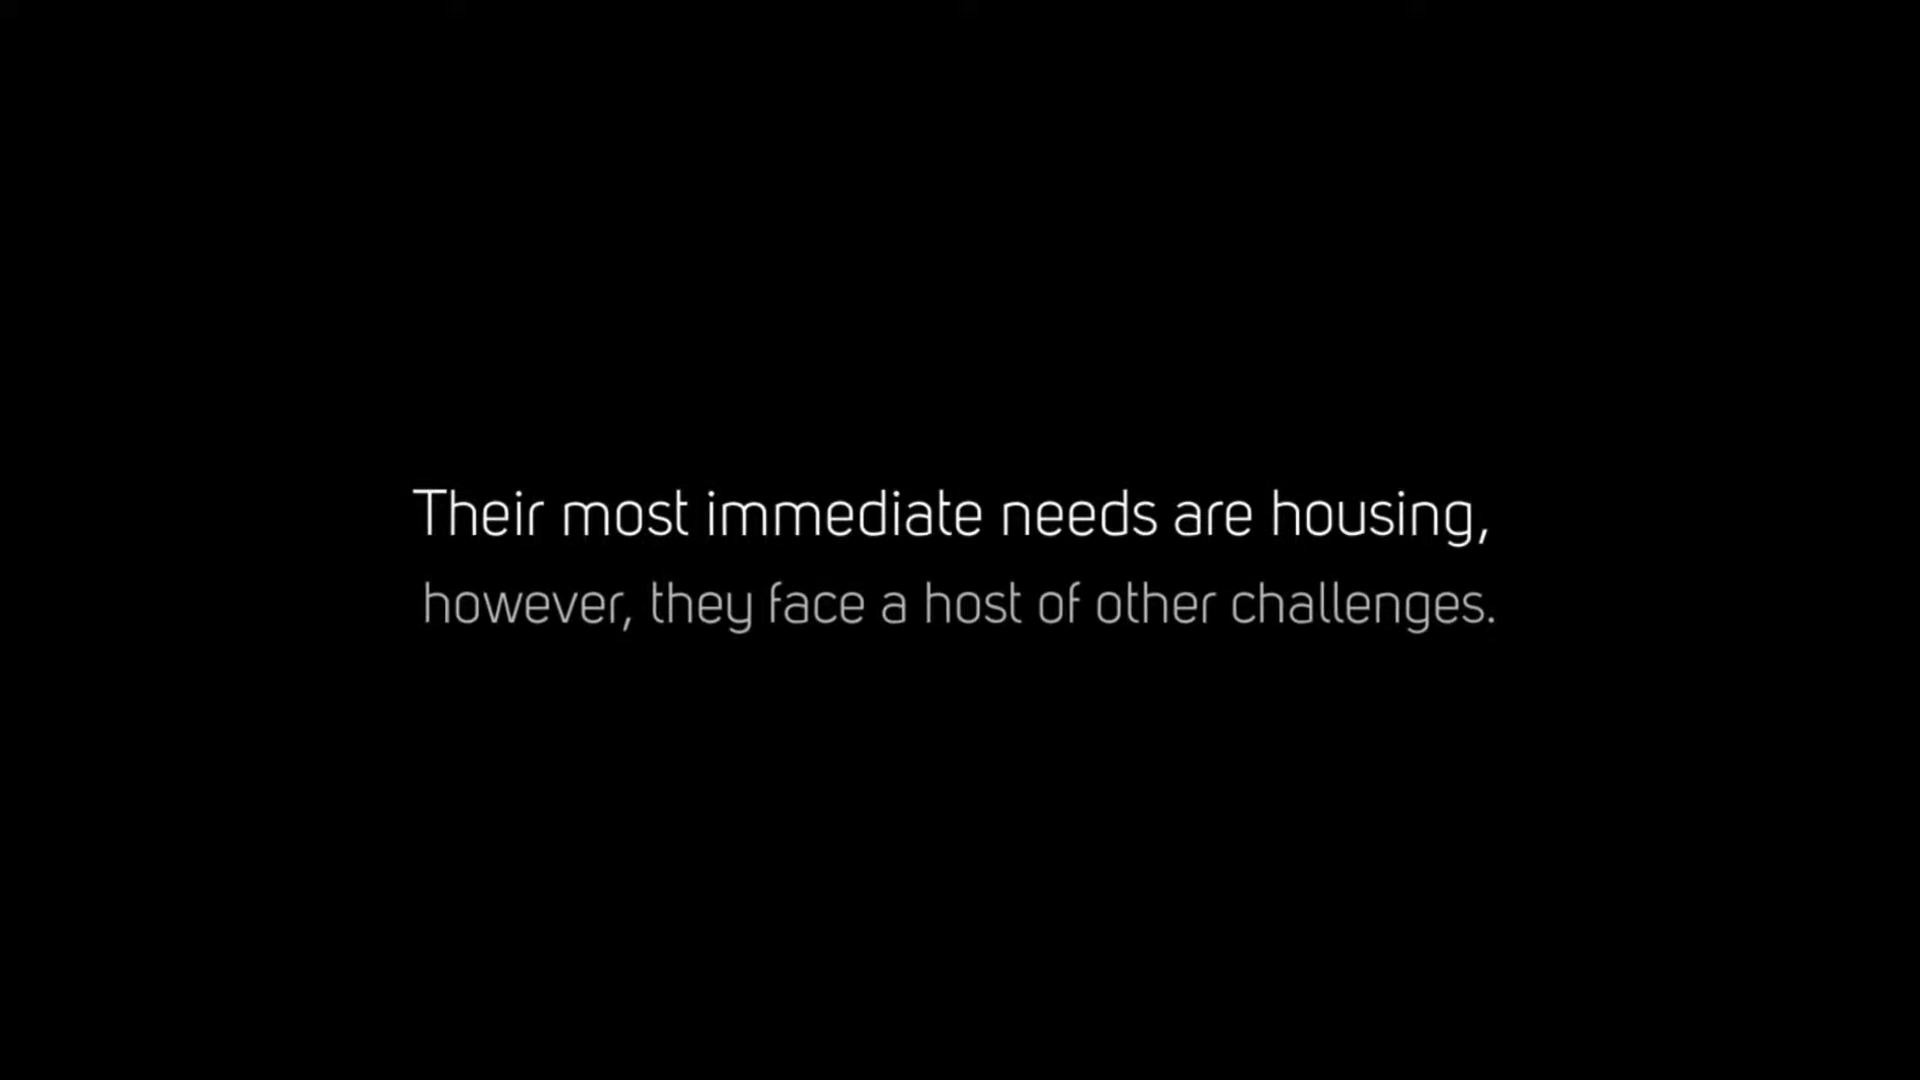 Their most immediate needs are housing,
however, they face a host of other challenges.